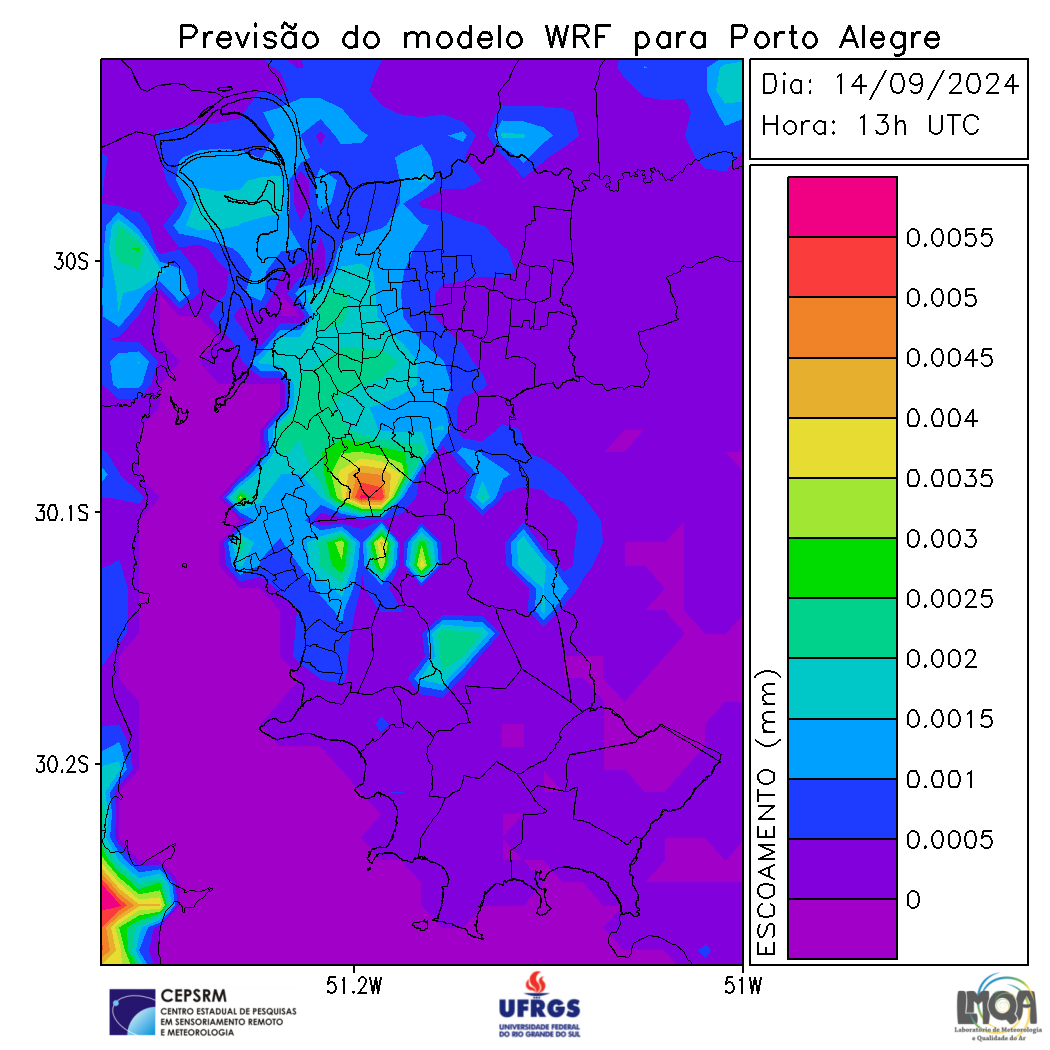 Previsão do modelo WRF para Porto Alegre
Dia: 14/09/2024
Hora: 13h UTC
30S
30.1S
30.2S
51.2W
51W
ESCOAMENTO (mm)
0.0055
0.005
0.0045
0.004
0.0035
0.003
0.0025
0.002
0.0015
0.001
0.0005
0
CEPSRM
CENTRO ESTADUAL DE PESQUISAS
EM SENSORIAMENTO REMOTO
E METEOROLOGIA
UFRGS
UNIVERSIDADE FEDERAL
DO RIO GRANDE DO SUL
LMQA
Laboratório de Meteorologia
e Qualidade do Ar